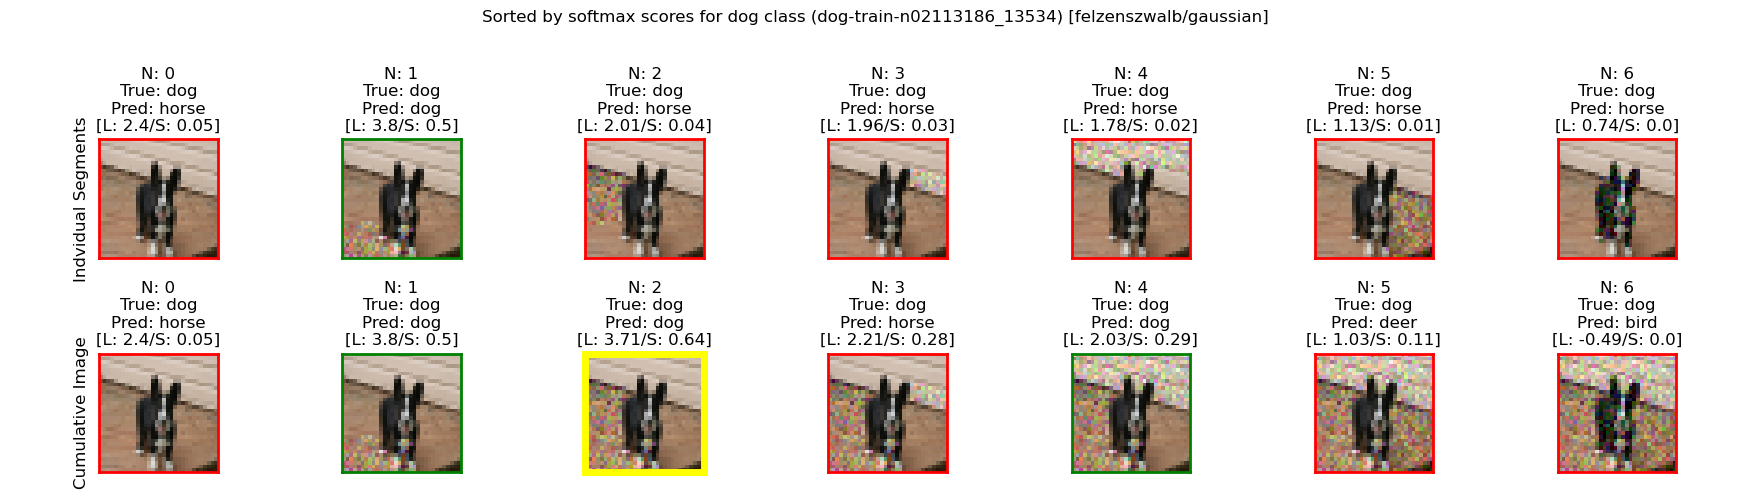 Sorted by softmax scores for dog class (dog-train-n02113186_13534) [felzenszwalb/gaussian]
Indvidual Segments
N: 0
True: dog
Pred: horse
[L: 2.4/S: 0.05]
N: 1
True: dog
Pred: dog
[L: 3.8/S: 0.5]
N: 2
True: dog
Pred: horse
[L: 2.01/S: 0.04]
N: 3
True: dog
Pred: horse
[L: 1.96/S: 0.03]
N: 4
True: dog
Pred: horse
[L: 1.78/S: 0.02]
N: 5
True: dog
Pred: horse
[L: 1.13/S: 0.01]
N: 6
True: dog
Pred: horse
[L: 0.74/S: 0.0]
Cumulative Image
N: 0
True: dog
Pred: horse
[L: 2.4/S: 0.05]
N: 1
True: dog
Pred: dog
[L: 3.8/S: 0.5]
N: 2
True: dog
Pred: dog
[L: 3.71/S: 0.64]
N: 3
True: dog
Pred: horse
[L: 2.21/S: 0.28]
N: 4
True: dog
Pred: dog
[L: 2.03/S: 0.29]
N: 5
True: dog
Pred: deer
[L: 1.03/S: 0.11]
N: 6
True: dog
Pred: bird
[L: -0.49/S: 0.0]